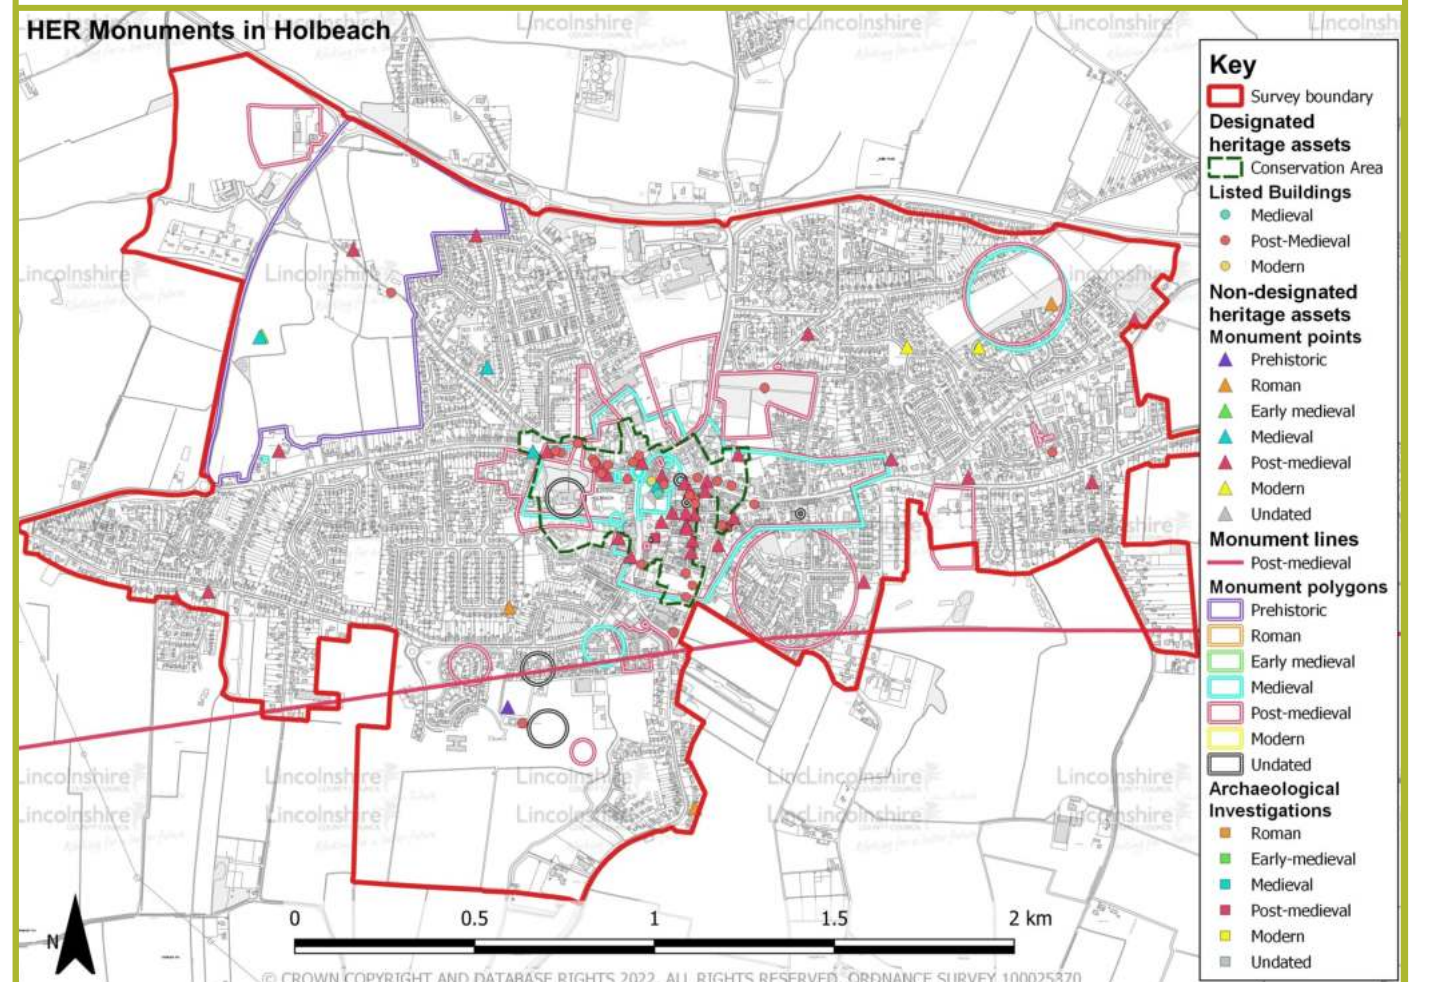 HER Monuments in Holbeach
Lincolnshire
COUNTY COUNCIL
Key
Survey boundary
Designated
heritage assets
Conservation Area
Listed Buildings
Medieval
Post-Medieval
Modern
Non-designated
heritage assets
Monument points
Prehistoric
Roman
Early medieval
Medieval
Post-medieval
Modern
Undated
Monument lines
Post-medieval
Monument polygons
Prehistoric
Roman
Early medieval
Medieval
Post-medieval
Modern
Undated
Archaeological
Investigations
Roman
Early-medieval
Medieval
Post-medieval
Modern
Undated
N
0 0.5 1 1.5 2 km
© CROWN COPYRIGHT AND DATABASE RIGHTS 2022. ALL RIGHTS RESERVED. ORDNANCE SURVEY 100025370